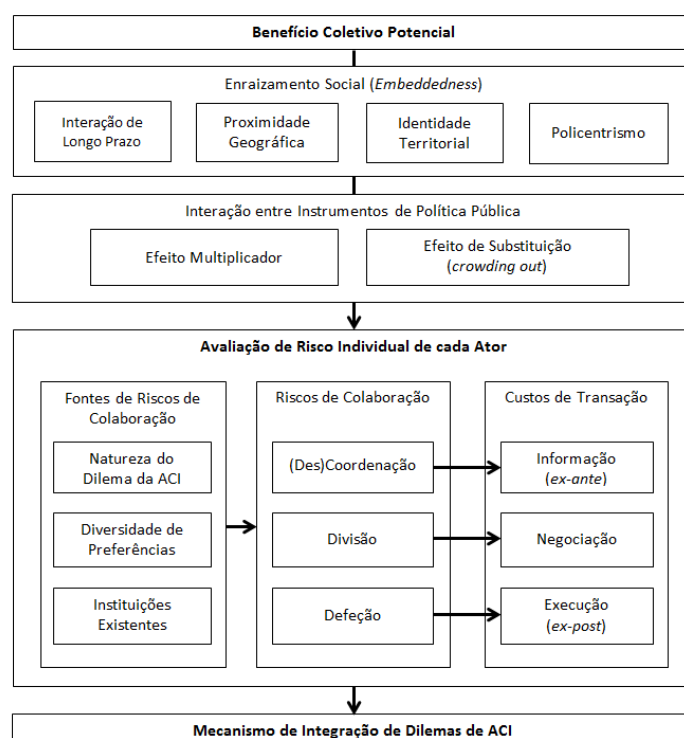 Benefício Coletivo Potencial
Enraizamento Social (Embeddedness)
Interação de
Longo Prazo
Proximidade
Geográfica
Identidade
Territorial
Policentrismo
Interação entre Instrumentos de Política Pública
Efeito Multiplicador
Efeito de Substituição
(crowding out)
Avaliação de Risco Individual de cada Ator
Fontes de Riscos de
Colaboração
Natureza do
Dilema da ACI
Diversidade de
Preferências
Instituições
Existentes
Riscos de Colaboração
(Des)Coordenação
Divisão
Defeção
Custos de Transação
Informação
(ex-ante)
Negociação
Execução
(ex-post)
Mecanismo de Integração de Dilemas de ACI